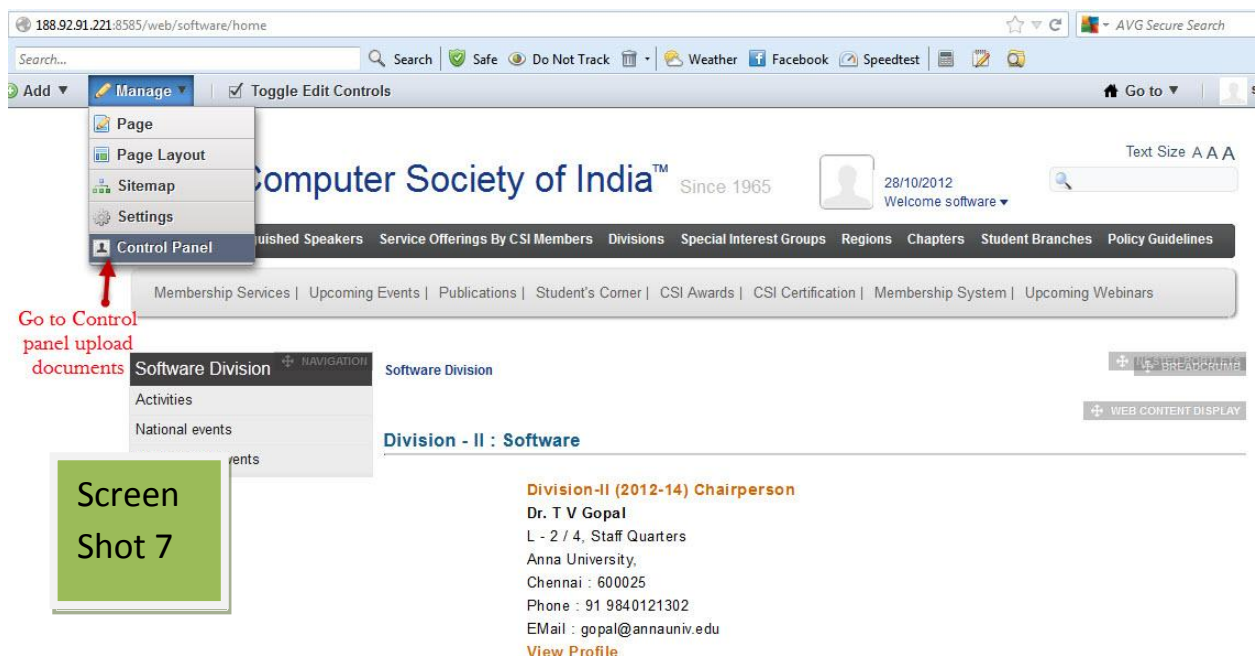 188.92.91.221:8585/web/software/home
AVG Secure Search
Search...
Search Safe Do Not Track Weather Facebook Speedtest
Add Manage Toggle Edit Controls Go to
Page
Page Layout
Sitemap
Settings
Control Panel
Computer Society of India™ Since 1965
28/10/2012
Welcome software
Text Size A A A
Speakers Service Offerings By CSI Members Divisions Special Interest Groups Regions Chapters Student Branches Policy Guidelines
Membership Services | Upcoming Events | Publications | Student's Corner | CSI Awards | CSI Certification | Membership System | Upcoming Webinars
Go to Control
panel upload
documents
Software Division
NAVIGATION
Software Division
BREADCRUMB
Activities
National events
WEB CONTENT DISPLAY
Division - II : Software
Screen
Shot 7
Division-II (2012-14) Chairperson
Dr. T V Gopal
L - 2 / 4, Staff Quarters
Anna University,
Chennai : 600025
Phone : 91 9840121302
EMail : gopal@annauniv.edu
View Profile